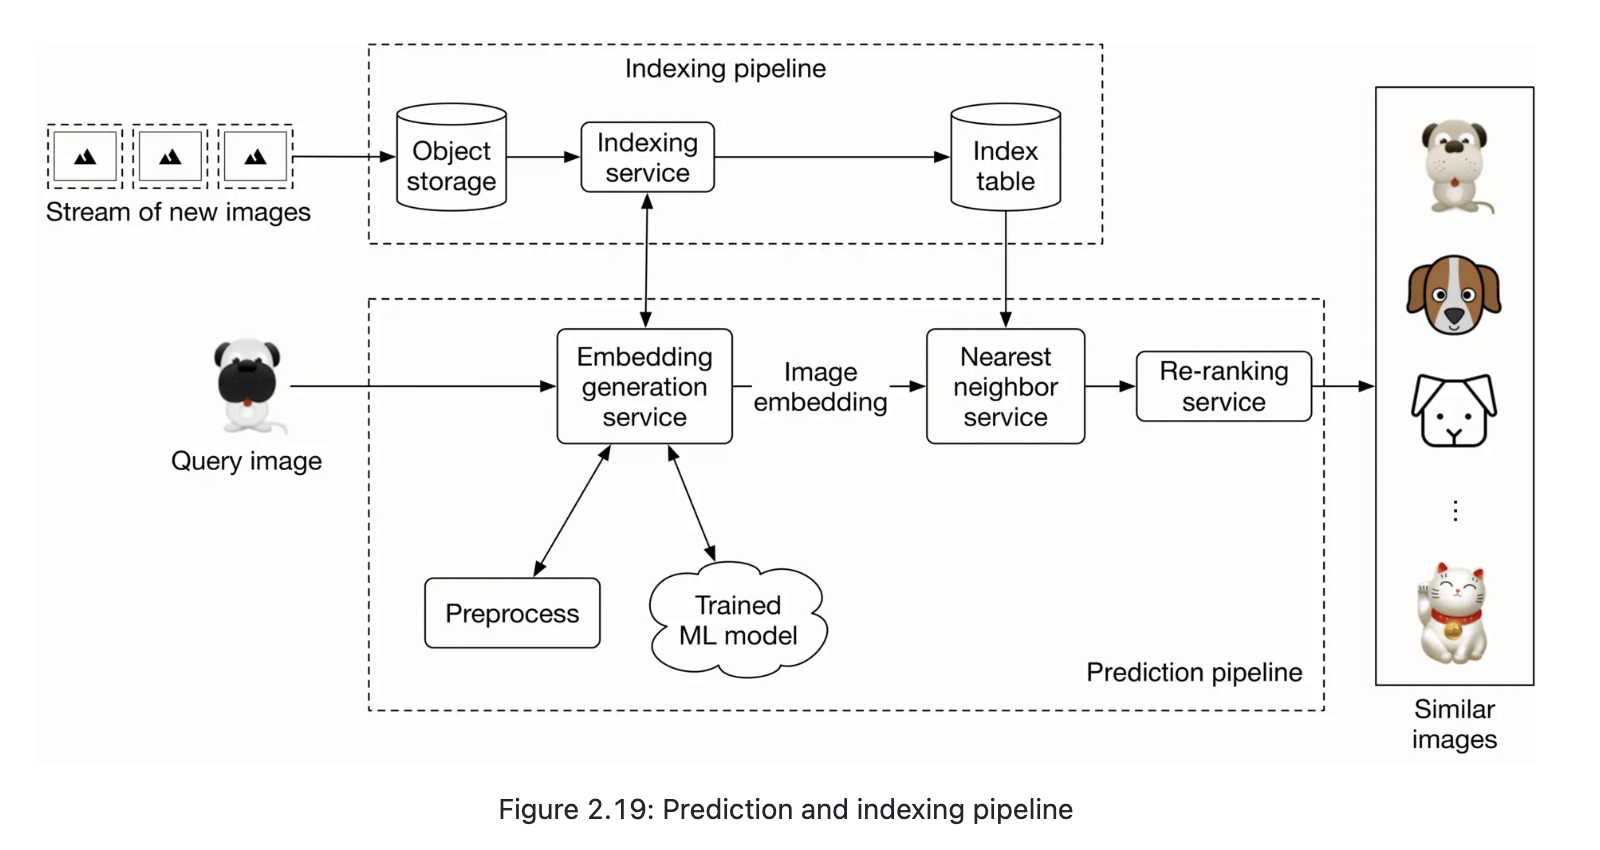 Indexing pipeline
Object
storage
Indexing
service
Index
table
Stream of new images
Query image
Embedding
generation
service
Image
embedding
Nearest
neighbor
service
Re-ranking
service
Preprocess
Trained
ML model
Prediction pipeline
Similar
images
Figure 2.19: Prediction and indexing pipeline